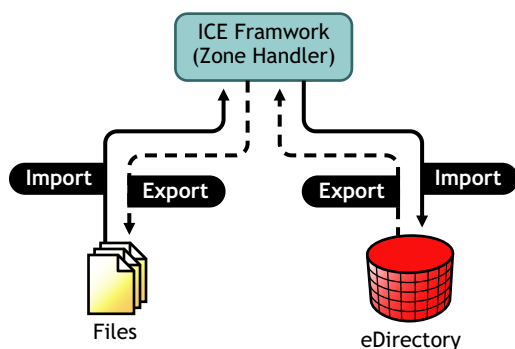 ICE Framwork
(Zone Handler)
Import
Export
Export
Import
Files
eDirectory